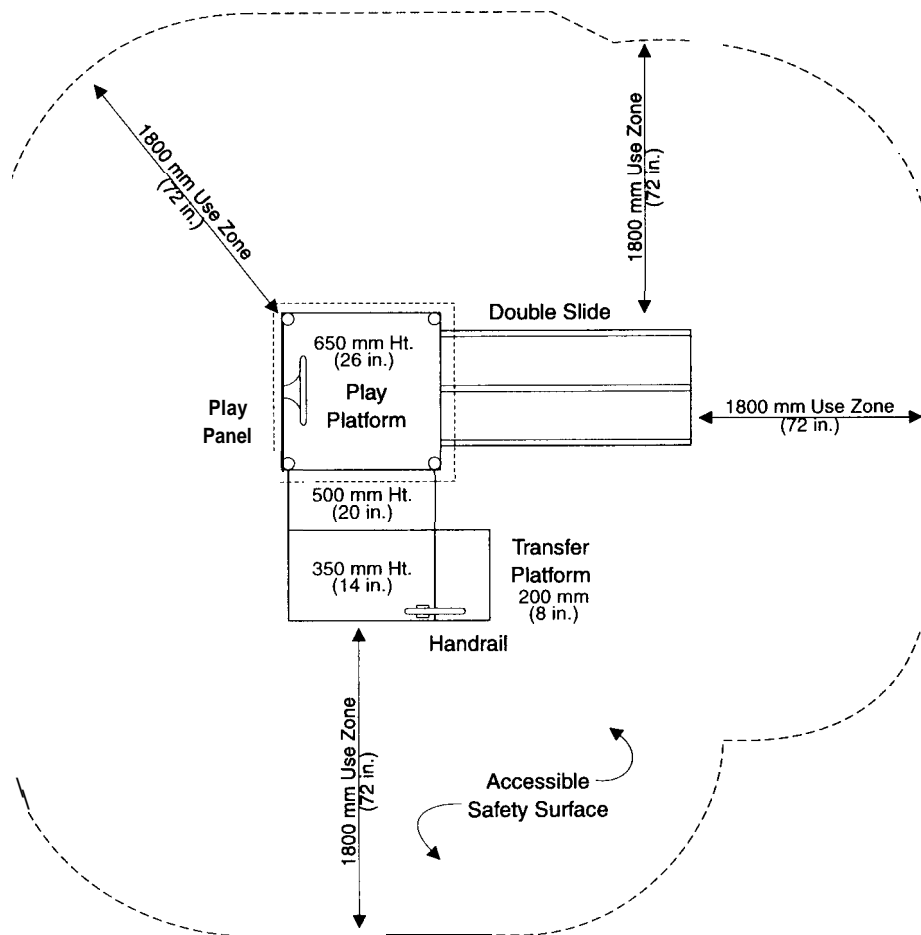 1800 mm Use Zone
(72 in.)
1800 mm Use Zone
(72 in.)
Double Slide
650 mm Ht.
(26 in.)
Play
Platform
Play
Panel
1800 mm Use Zone
(72 in.)
500 mm Ht.
(20 in.)
350 mm Ht.
(14 in.)
Transfer
Platform
200 mm
(8 in.)
Handrail
1800 mm Use Zone
(72 in.)
Accessible
Safety Surface